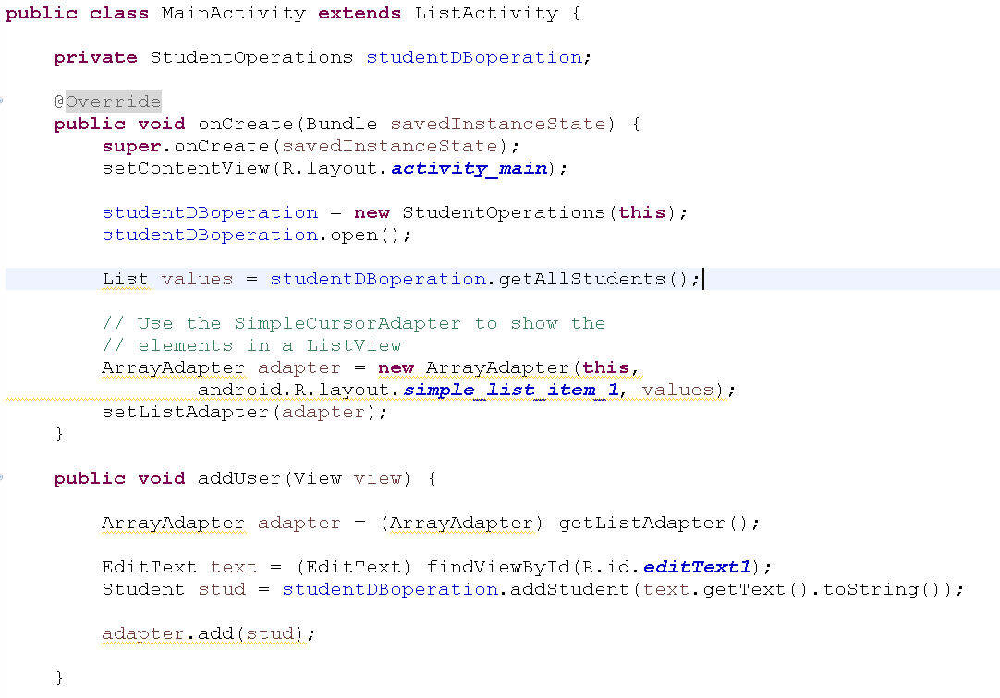 public class MainActivity extends ListActivity {
private StudentOperations studentDBoperation;
@Override
public void onCreate(Bundle savedInstanceState) {
super.onCreate(savedInstanceState);
setContentView(R.layout.activity_main);
studentDBoperation = new StudentOperations(this);
studentDBoperation.open();
List values = studentDBoperation.getAllStudents();
// Use the SimpleCursorAdapter to show the
// elements in a ListView
ArrayAdapter adapter = new ArrayAdapter(this,
android.R.layout.simple_list_item_1, values);
setListAdapter(adapter);
}
public void addUser(View view) {
ArrayAdapter adapter = (ArrayAdapter) getListAdapter();
EditText text = (EditText) findViewById(R.id.editText1);
Student stud = studentDBoperation.addStudent(text.getText().toString());
adapter.add(stud);
}